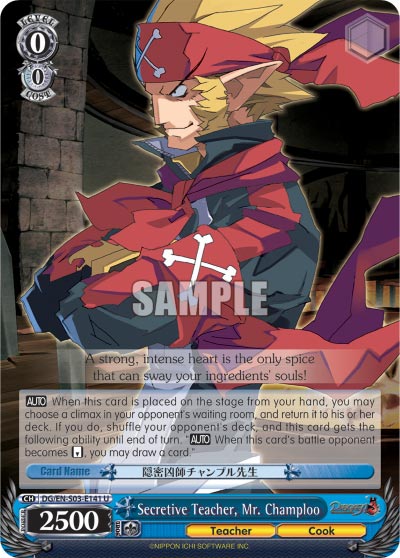 LEVEL
0
0
COST
SAMPLE
A strong, intense heart is the only spice
that can sway your ingredients' souls!
AUTO When this card is placed on the stage from your hand, you may
choose a climax in your opponent's waiting room, and return it to his or her
deck. If you do, shuffle your opponent's deck, and this card gets the
following ability until end of turn. "AUTO When this card's battle opponent
becomes , you may draw a card."
Card Name 隠密凶師チャンプル先生
CH DG/EN-S03-E141 U
2500 Secretive Teacher, Mr. Champloo
Teacher Cook
©NIPPON ICHI SOFTWARE INC.